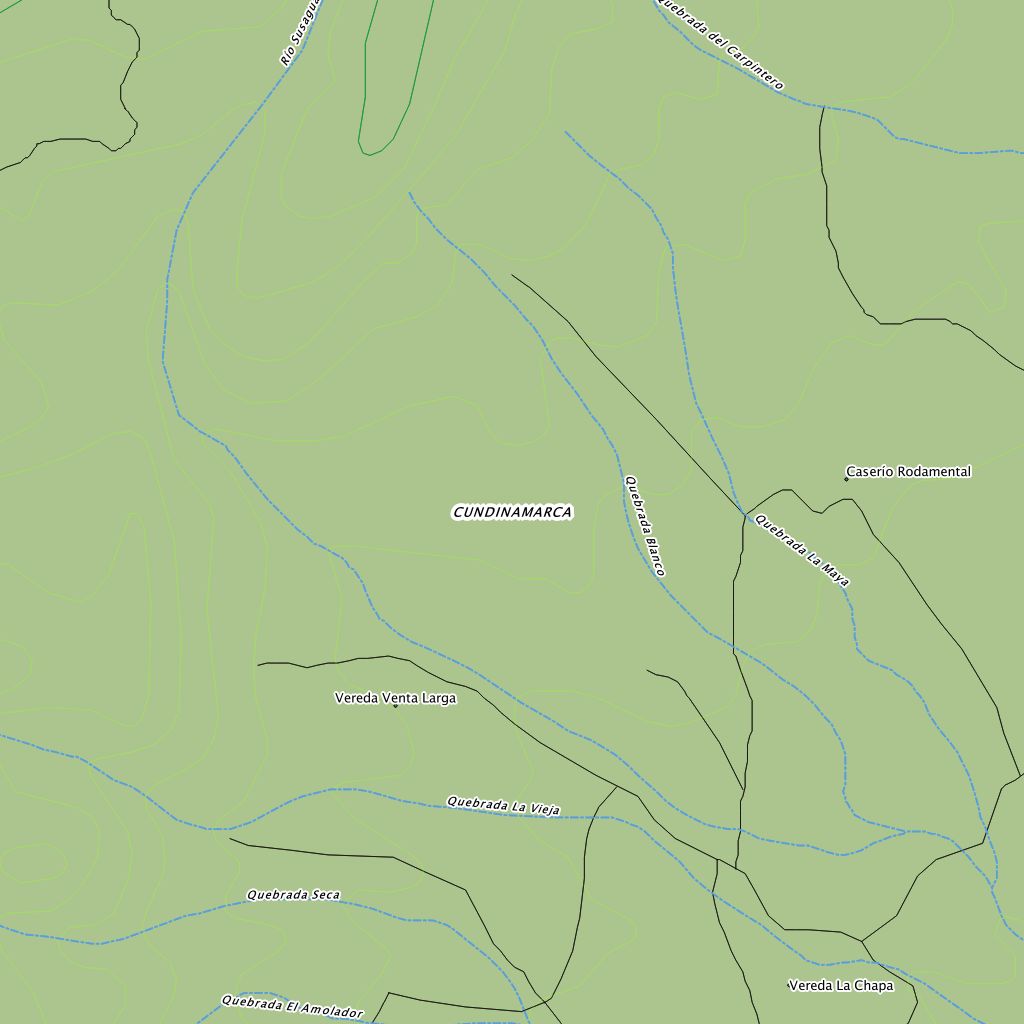 Río Susagua
Quebrada del Carpintero
Caserío Rodamental
CUNDINAMARCA
Quebrada Blanco
Quebrada La Maya
Vereda Venta Larga
Quebrada La Vieja
Quebrada Seca
Vereda La Chapa
Quebrada El Amolador